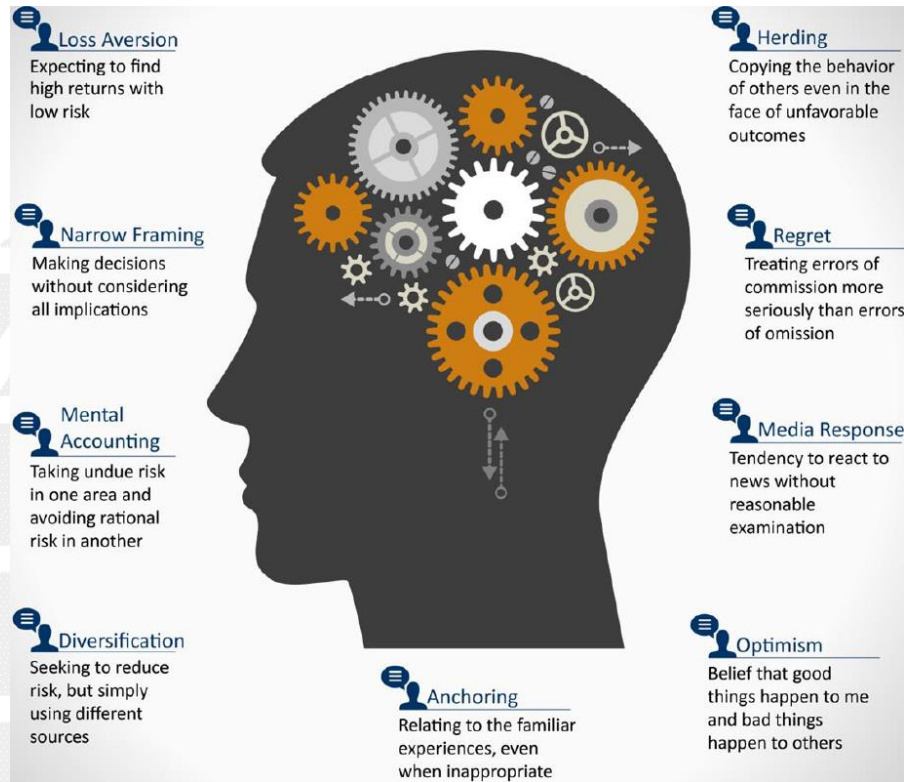 Loss Aversion
Expecting to find
high returns with
low risk
Narrow Framing
Making decisions
without considering
all implications
Mental
Accounting
Taking undue risk
in one area and
avoiding rational
risk in another
Diversification
Seeking to reduce
risk, but simply
using different
sources
Anchoring
Relating to the familiar
experiences, even
when inappropriate
Herding
Copying the behavior
of others even in the
face of unfavorable
outcomes
Regret
Treating errors of
commission more
seriously than errors
of omission
Media Response
Tendency to react to
news without
reasonable
examination
Optimism
Belief that good
things happen to me
and bad things
happen to others